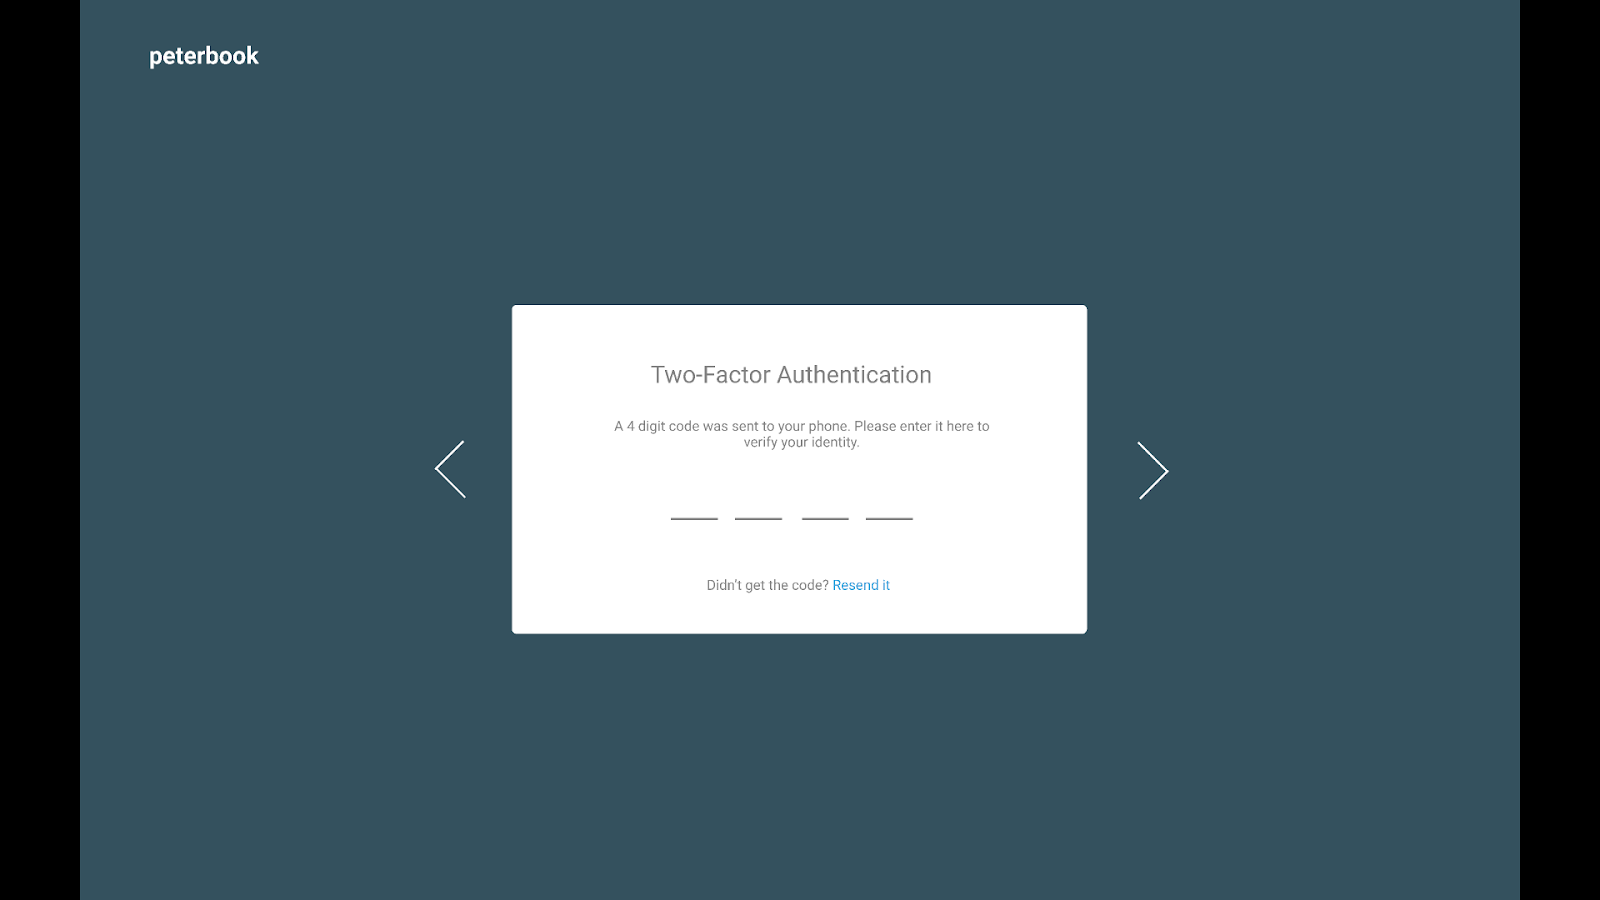 peterbook
Two-Factor Authentication
A 4 digit code was sent to your phone. Please enter it here to
verify your identity.
Didn't get the code? Resend it